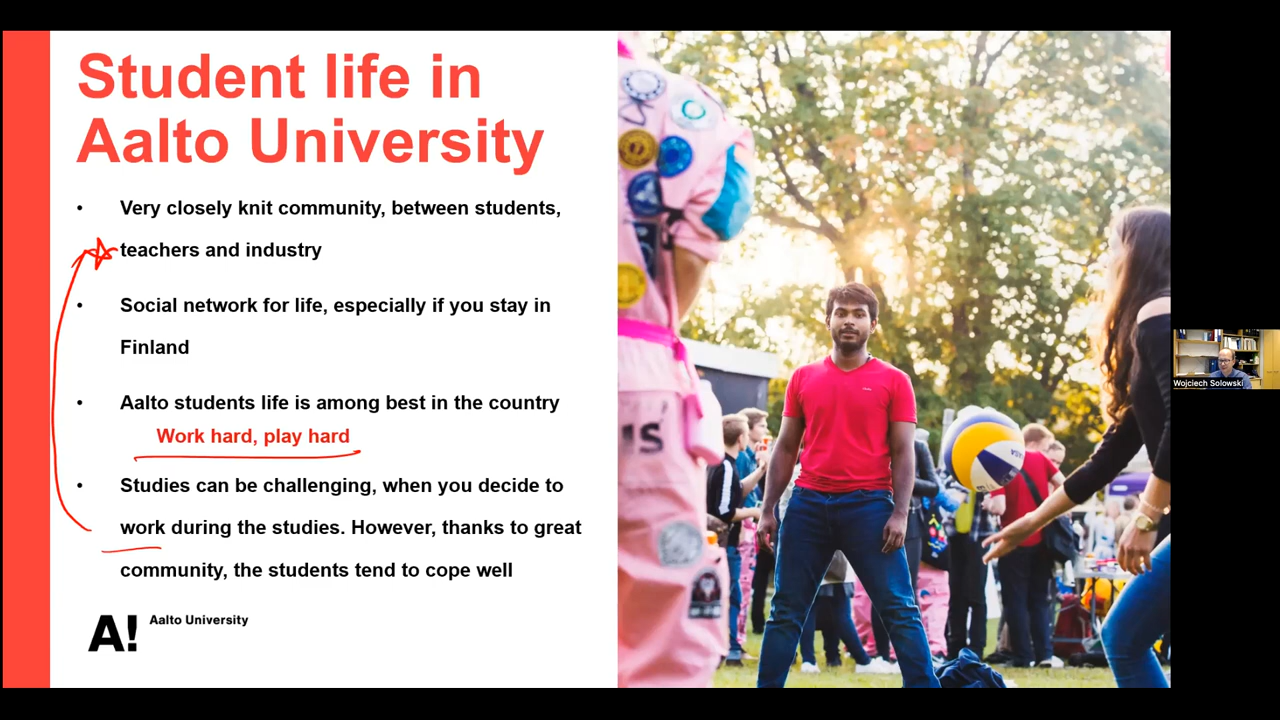 Student life in
Aalto University
• Very closely knit community, between students,
teachers and industry
• Social network for life, especially if you stay in
Finland
• Aalto students life is among best in the country
Work hard, play hard
• Studies can be challenging, when you decide to
work during the studies. However, thanks to great
community, the students tend to cope well
A! Aalto University
Wojciech Solowski